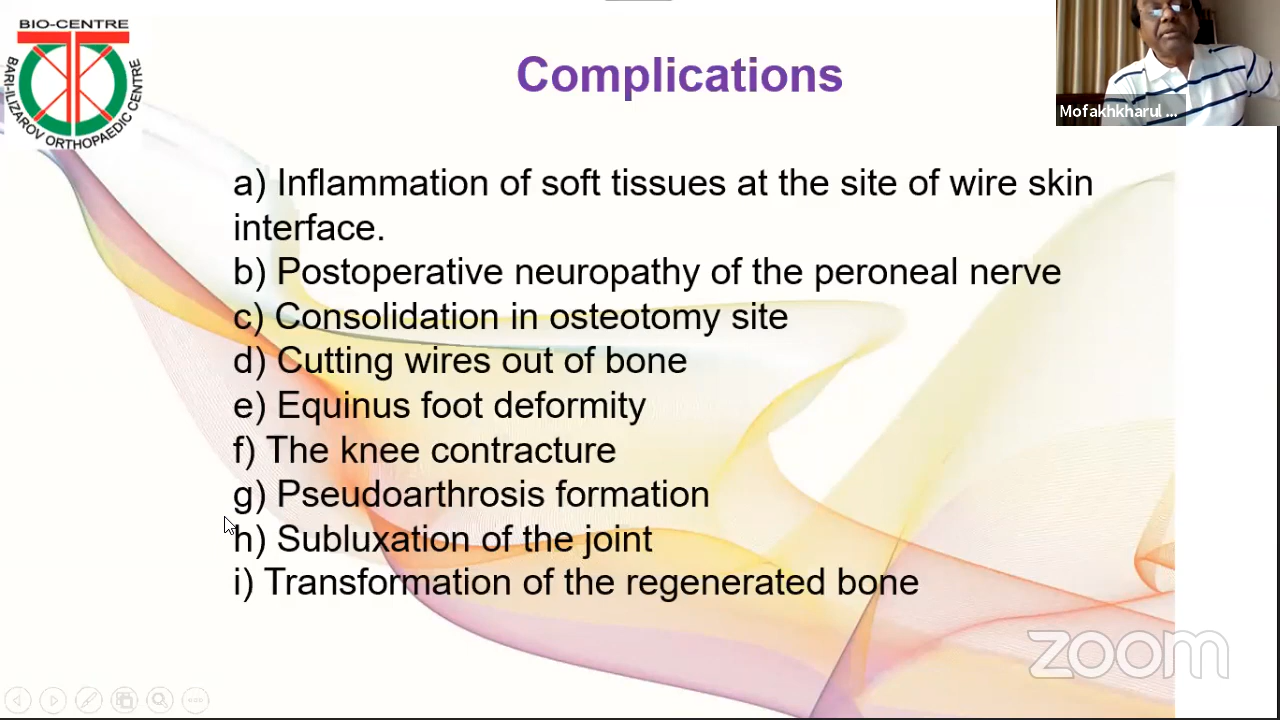 BIO-CENTRE
BARI-ILIZAROV ORTHOPAEDIC CENTRE
Complications
Mofakhkharul ...
a) Inflammation of soft tissues at the site of wire skin
interface.
b) Postoperative neuropathy of the peroneal nerve
c) Consolidation in osteotomy site
d) Cutting wires out of bone
e) Equinus foot deformity
f) The knee contracture
g) Pseudoarthrosis formation
h) Subluxation of the joint
i) Transformation of the regenerated bone
zoom